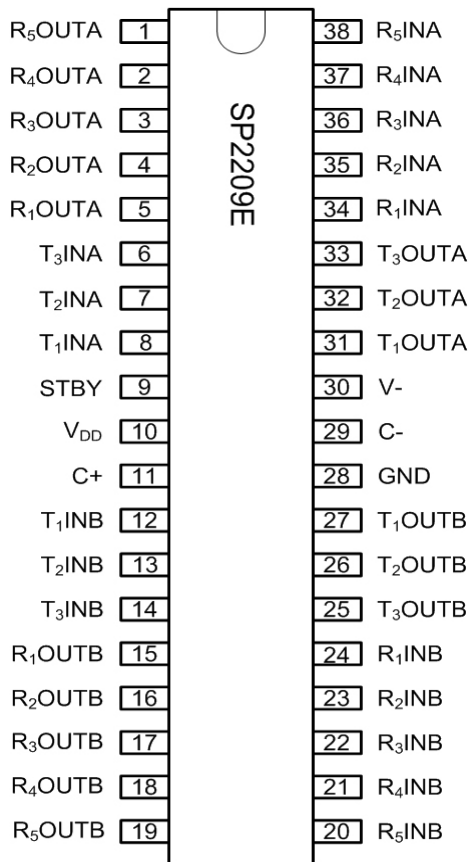 R₅OUTA 1 38 R₅INA
R₄OUTA 2 37 R₄INA
R₃OUTA 3 36 R₃INA
R₂OUTA 4 35 R₂INA
R₁OUTA 5 34 R₁INA
T₃INA 6 33 T₃OUTA
T₂INA 7 32 T₂OUTA
T₁INA 8 31 T₁OUTA
STBY 9 30 V-
V_DD 10 29 C-
C+ 11 28 GND
T₁INB 12 27 T₁OUTB
T₂INB 13 26 T₂OUTB
T₃INB 14 25 T₃OUTB
R₁OUTB 15 24 R₁INB
R₂OUTB 16 23 R₂INB
R₃OUTB 17 22 R₃INB
R₄OUTB 18 21 R₄INB
R₅OUTB 19 20 R₅INB
SP2209E